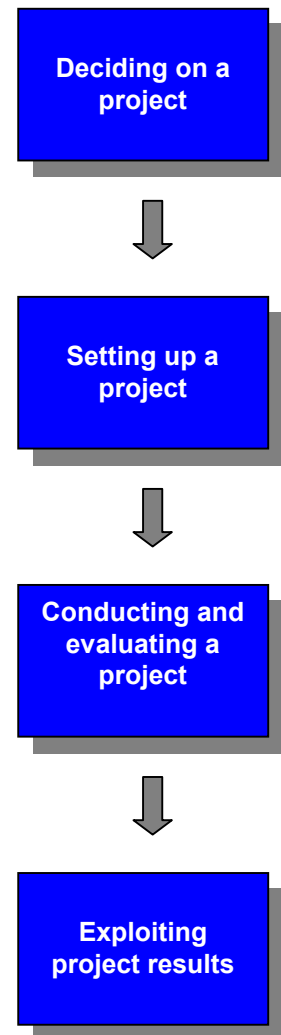 Deciding on a
project
Setting up a
project
Conducting and
evaluating a
project
Exploiting
project results